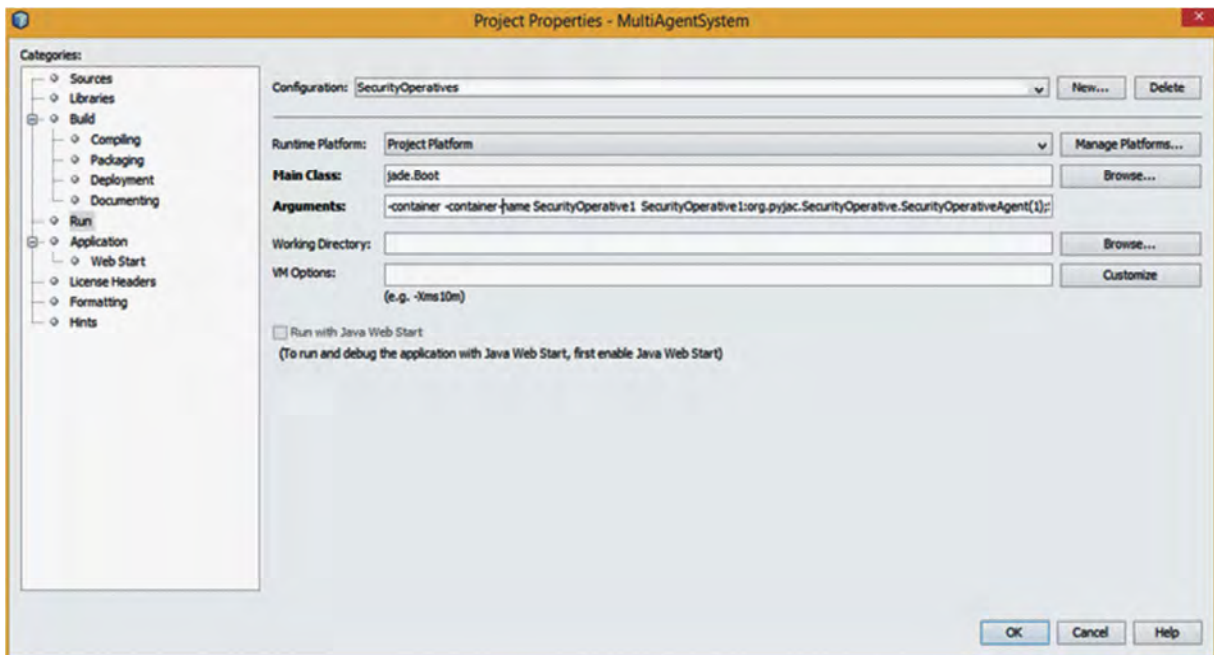 Project Properties - MultiAgentSystem
Categories:
Sources
Libraries
Build
Compiling
Packaging
Deployment
Documenting
Run
Application
Web Start
License Headers
Formatting
Hints
Configuration: SecurityOperatives New... Delete
Runtime Platform: Project Platform Manage Platforms...
Main Class: jade.Boot Browse...
Arguments: -container -container-name SecurityOperative1 SecurityOperative1:org.pyjac.SecurityOperative.SecurityOperativeAgent(1);
Working Directory: Browse...
VM Options: Customize
(e.g. -Xms10m)
Run with Java Web Start
(To run and debug the application with Java Web Start, first enable Java Web Start)
OK Cancel Help